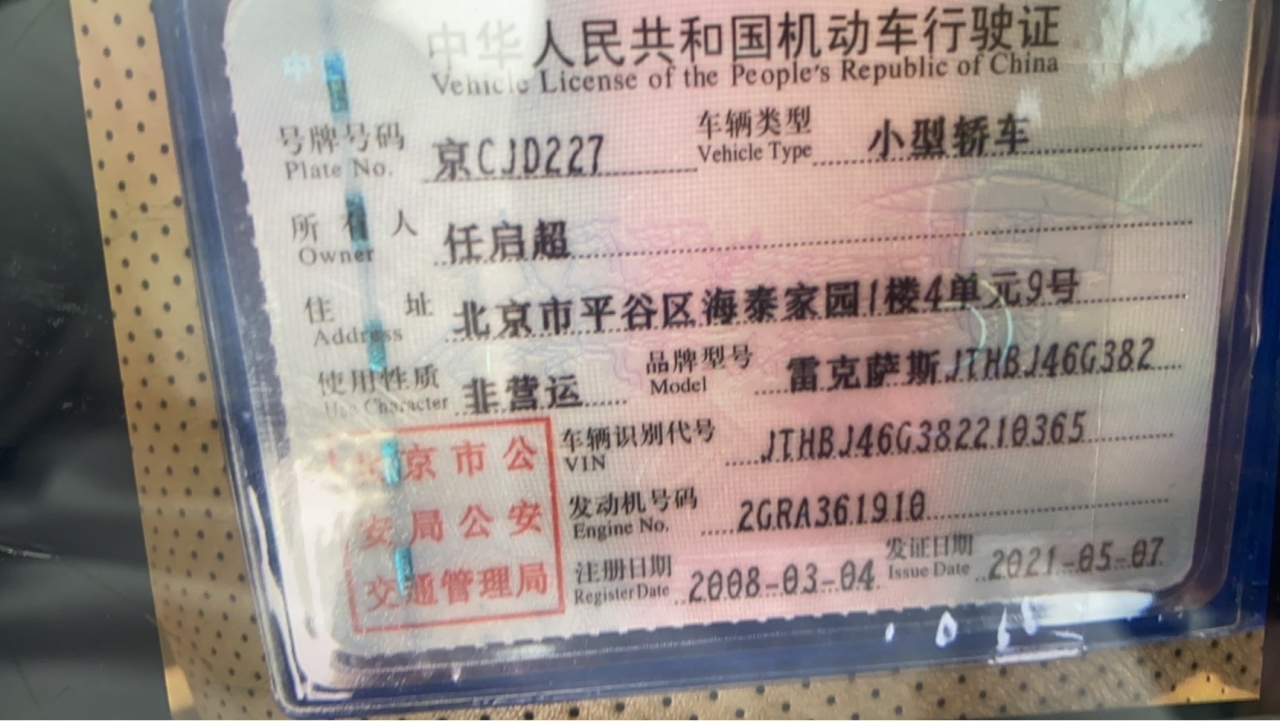 中华人民共和国机动车行驶证
Vehicle License of the People's Republic of China
号牌号码 京CJD227 车辆类型 小型轿车
Plate No. Vehicle Type
所有人 任启超
Owner
住址 北京市平谷区海泰家园1楼4单元9号
Address
使用性质 非营运 品牌型号 雷克萨斯JTHBJ46G382
Use Character Model
京市公
安局公安
交通管理局
车辆识别代号 JTHBJ46G382210365
VIN
发动机号码 2GRA361910
Engine No.
注册日期 2008-03-04 发证日期 2021-05-07
Register Date Issue Date